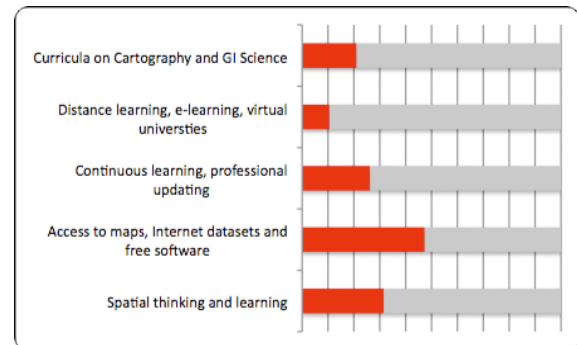 Curricula on Cartography and GI Science
Distance learning, e-learning, virtual
universties
Continuous learning, professional
updating
Access to maps, Internet datasets and
free software
Spatial thinking and learning